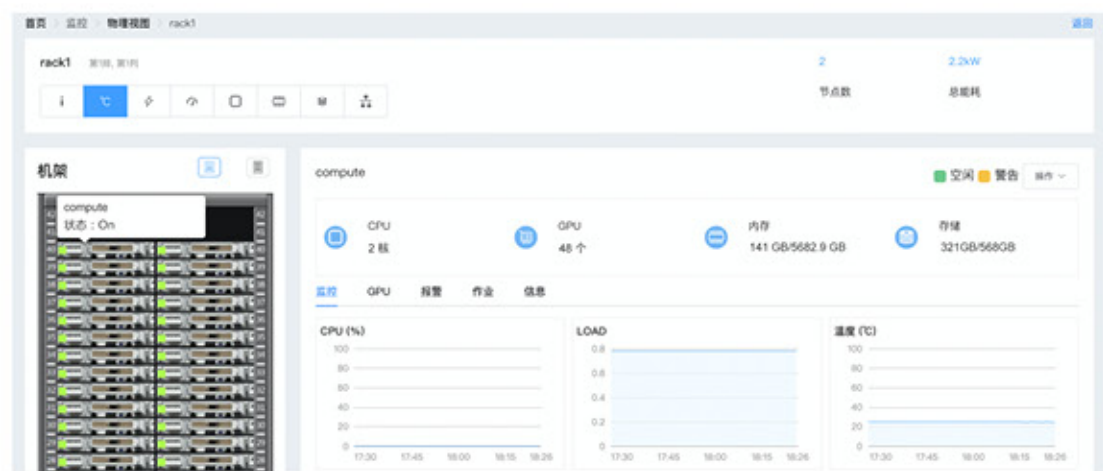 首页 监控 物理视图 rack1 返回
rack1
2 2.2kW
节点数 总能耗
℃
机架
compute
状态：On
compute
空闲 警告 操作
CPU
2 核
GPU
48 个
内存
141 GB/5682.9 GB
存储
321GB/568GB
监控 GPU 报警 作业 信息
CPU (%)
100
80
60
40
20
0
17:30 17:45 18:00 18:15 18:26
LOAD
0.8
0.6
0.4
0.2
0
17:30 17:45 18:00 18:15 18:26
温度 (℃)
100
80
60
40
20
0
17:30 17:45 18:00 18:15 18:26